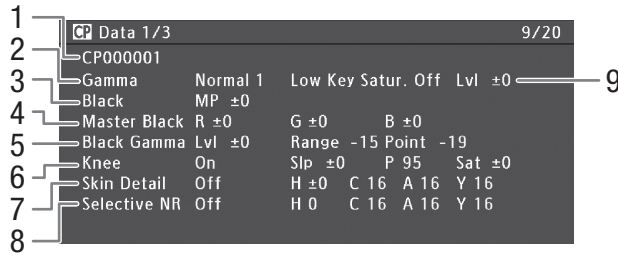 CP Data 1/3 9/20
1 CP000001
2 Gamma Normal 1 Low Key Satur. Off Lvl ±0 9
3 Black MP ±0
4 Master Black R ±0 G ±0 B ±0
5 Black Gamma Lvl ±0 Range -15 Point -19
6 Knee On Slp ±0 P 95 Sat ±0
7 Skin Detail Off H ±0 C 16 A 16 Y 16
8 Selective NR Off H 0 C 16 A 16 Y 16